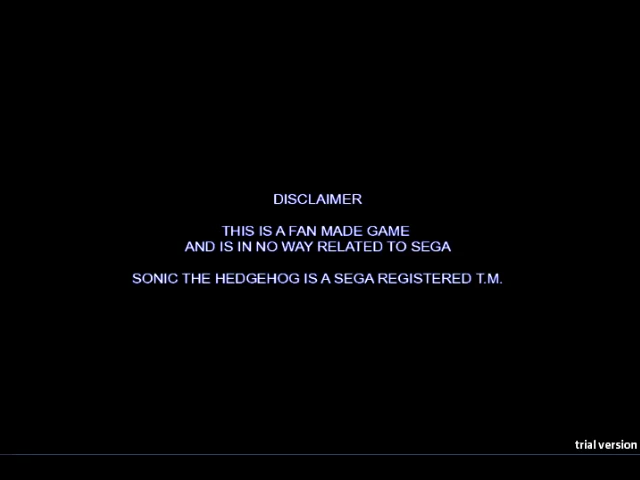 DISCLAIMER
THIS IS A FAN MADE GAME
AND IS IN NO WAY RELATED TO SEGA
SONIC THE HEDGEHOG IS A SEGA REGISTERED T.M.
trial version